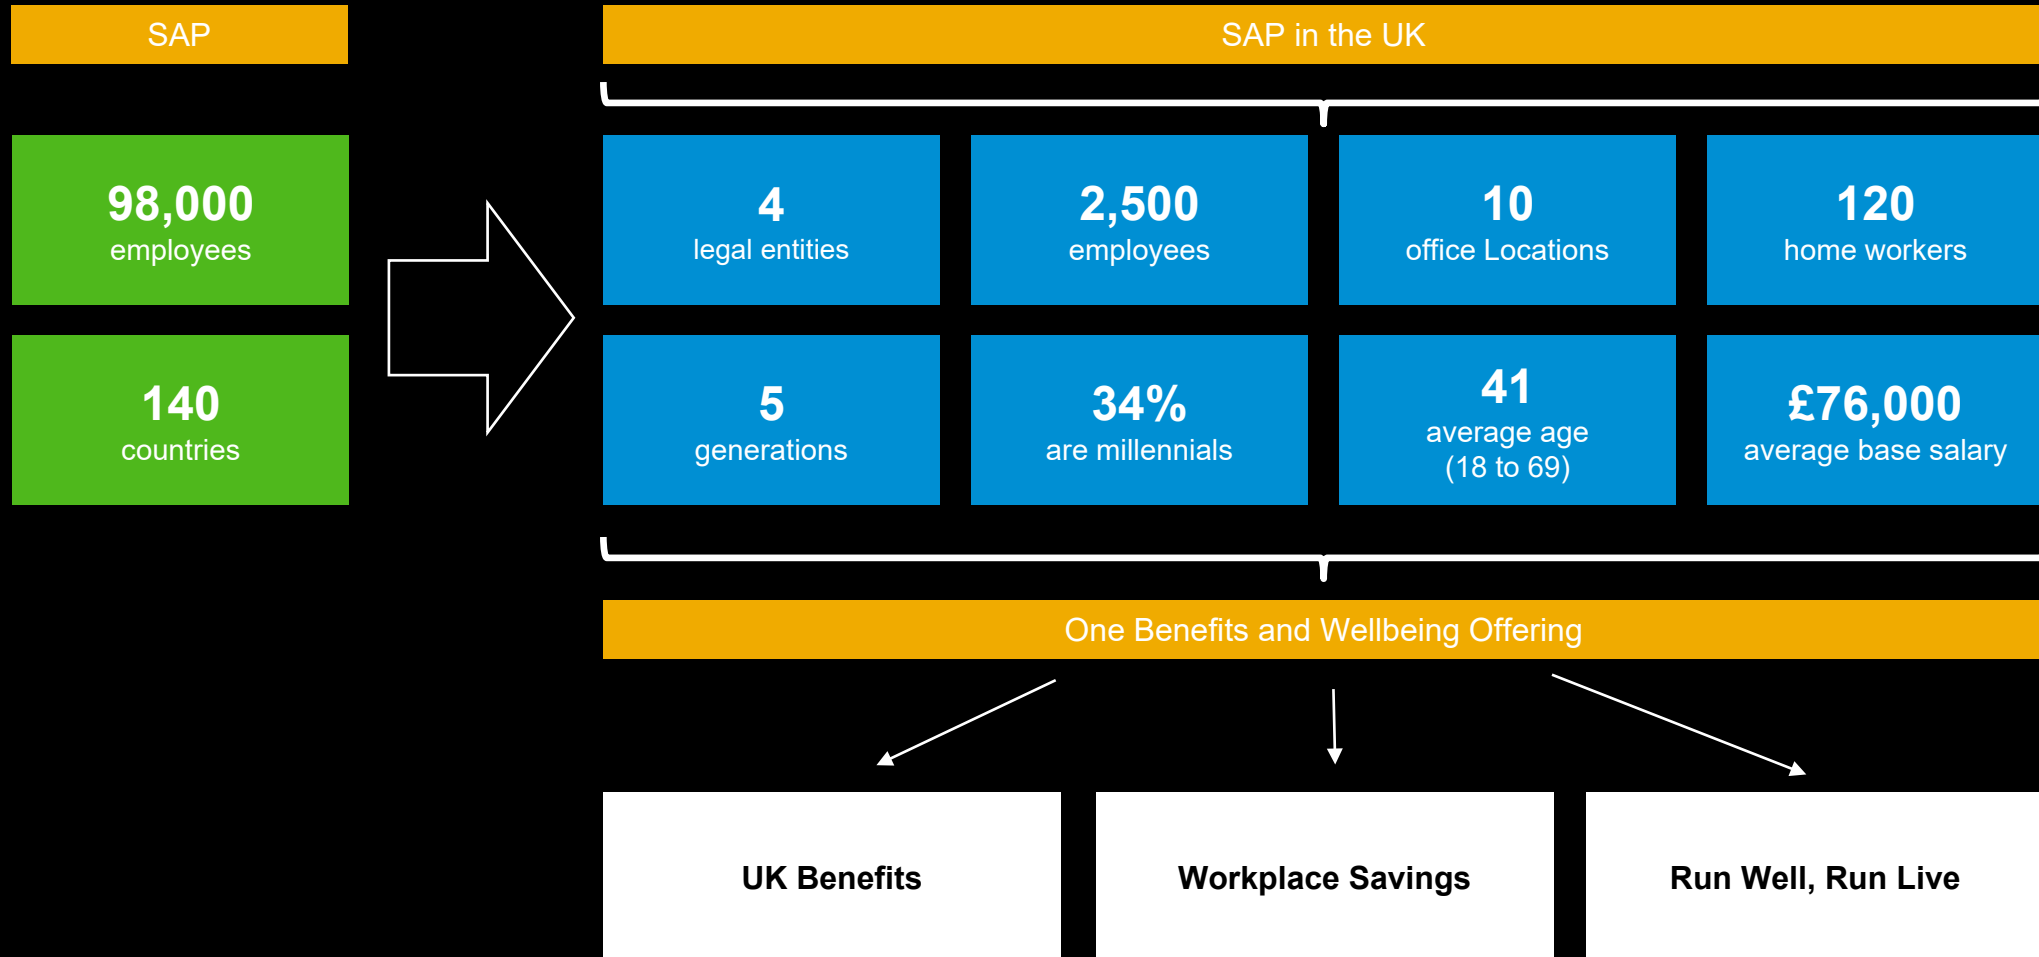 SAP
SAP in the UK
98,000
employees
4
legal entities
2,500
employees
10
office Locations
120
home workers
140
countries
5
generations
34%
are millennials
41
average age
(18 to 69)
£76,000
average base salary
One Benefits and Wellbeing Offering
UK Benefits
Workplace Savings
Run Well, Run Live